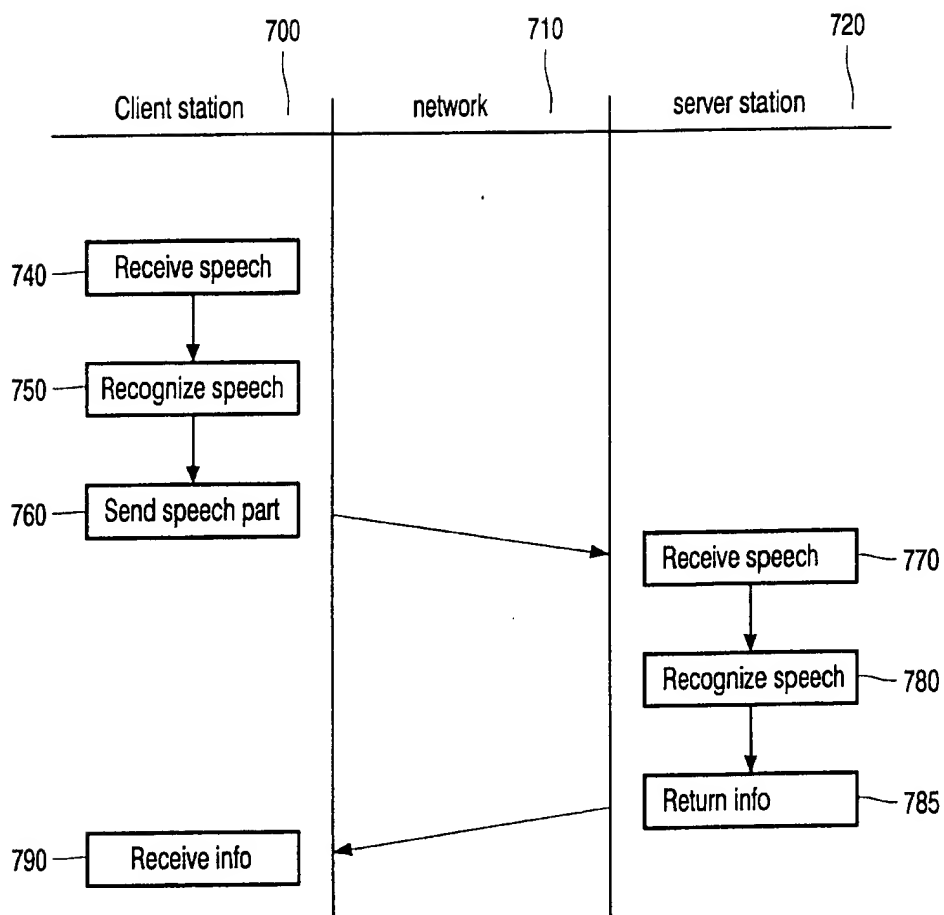 700
710
720
Client station
network
server station
740
Receive speech
750
Recognize speech
760
Send speech part
Receive speech
770
Recognize speech
780
Return info
785
790
Receive info